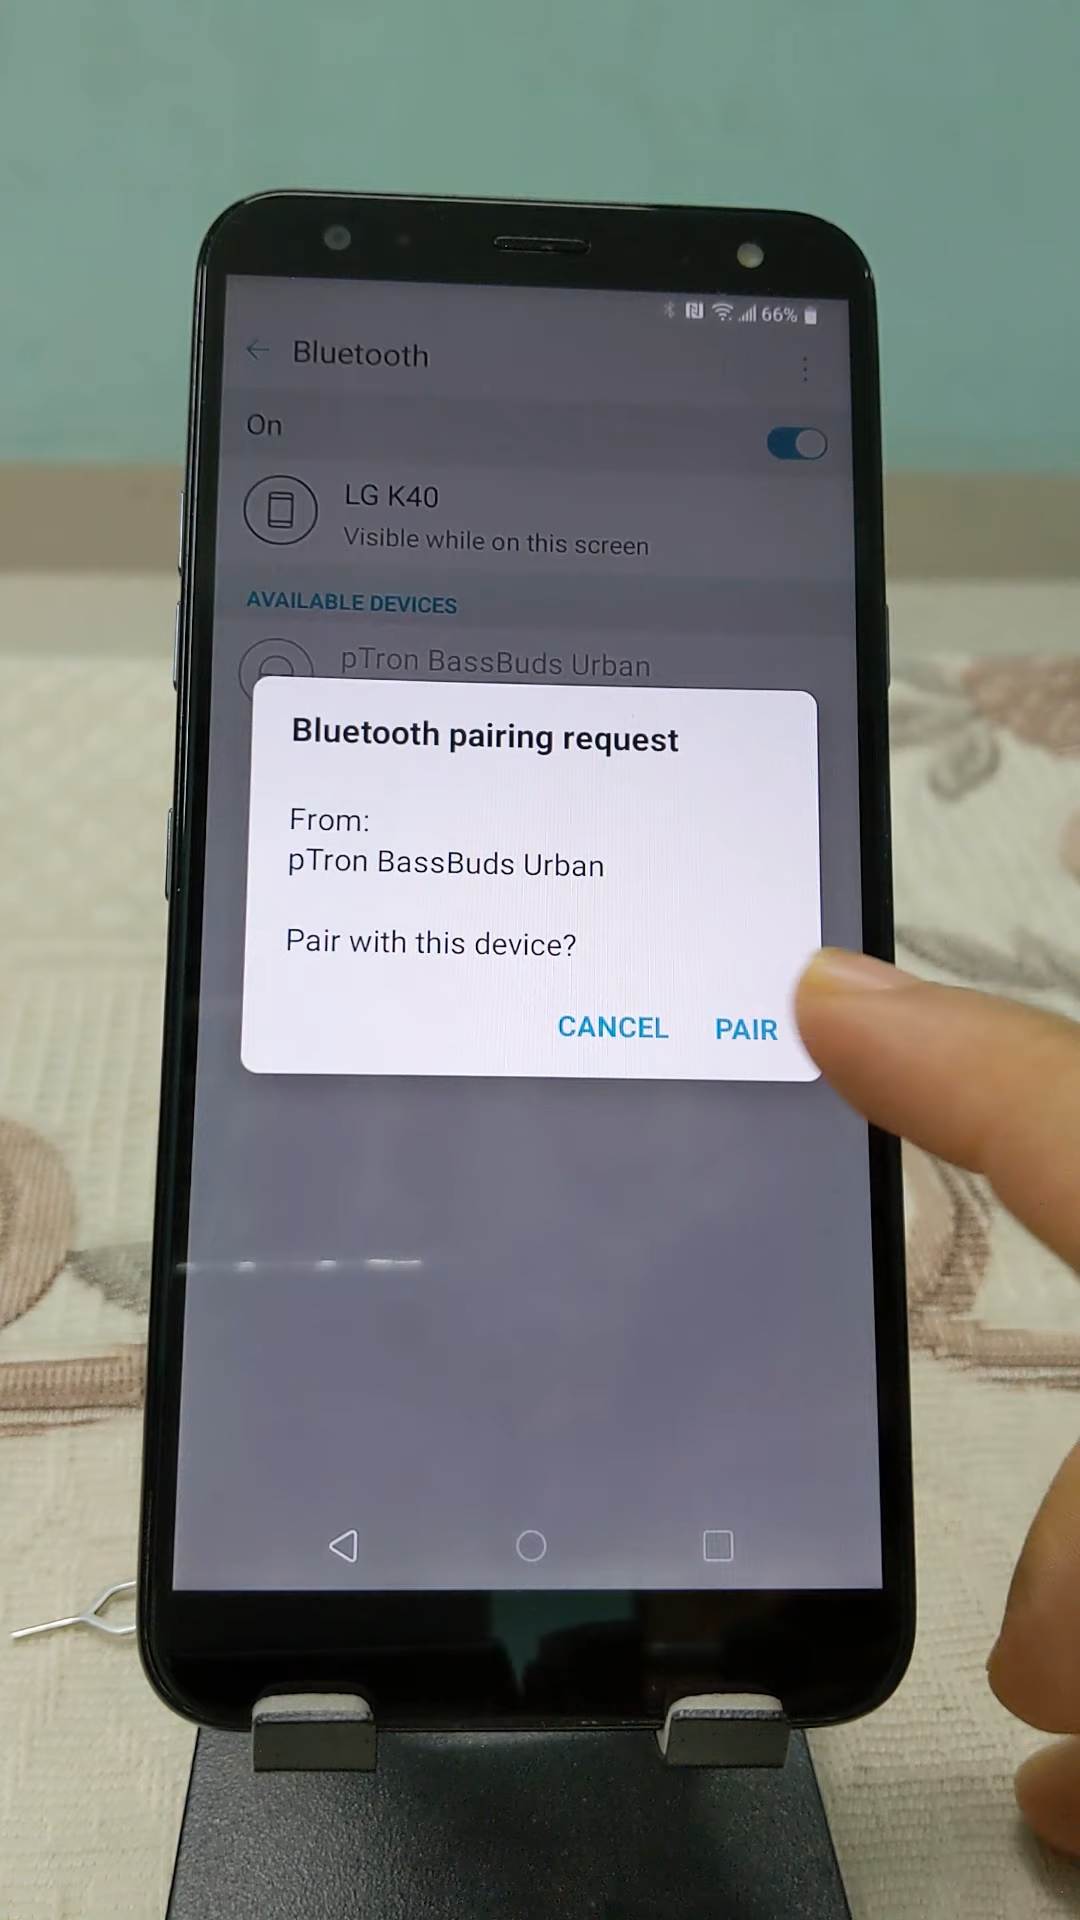 66%
Bluetooth
On
LG K40
Visible while on this screen
AVAILABLE DEVICES
pTron BassBuds Urban
Bluetooth pairing request
From:
pTron BassBuds Urban
Pair with this device?
CANCEL PAIR